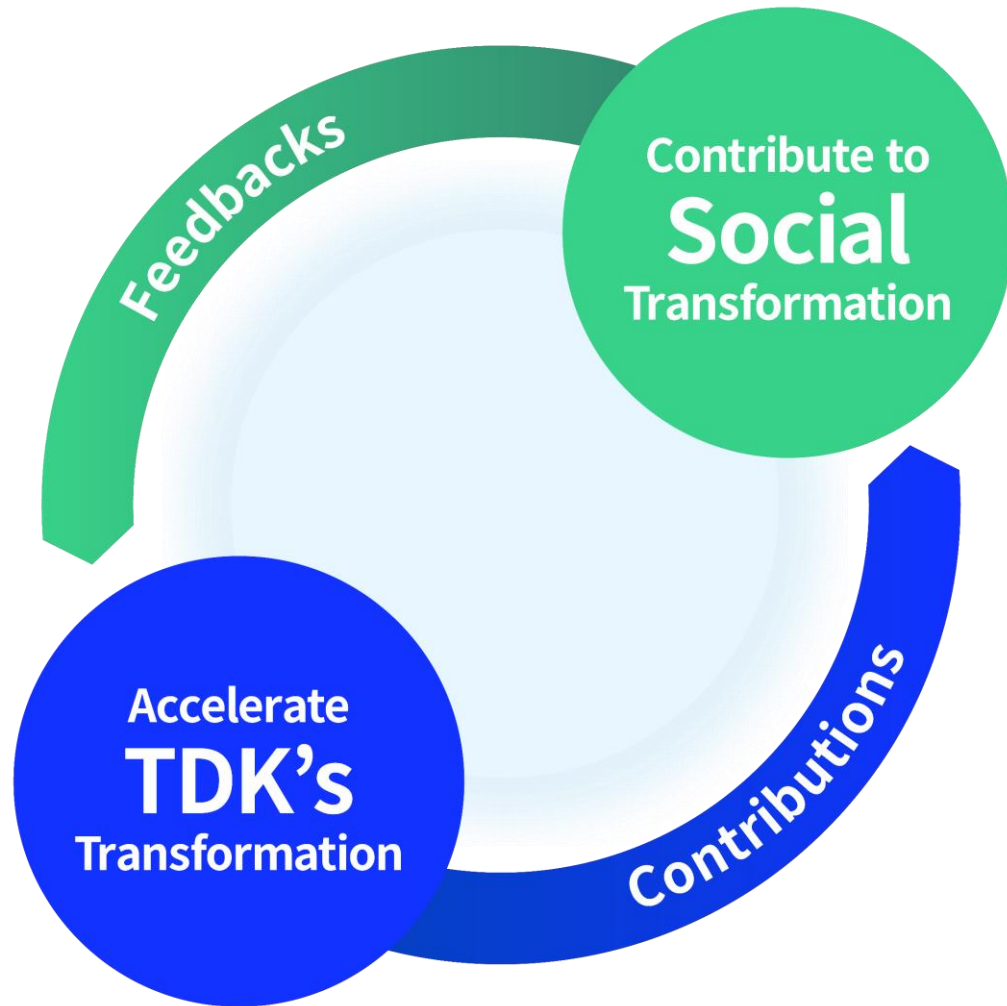 Feedbacks
Contribute to
Social
Transformation
Accelerate
TDK’s
Transformation
Contributions